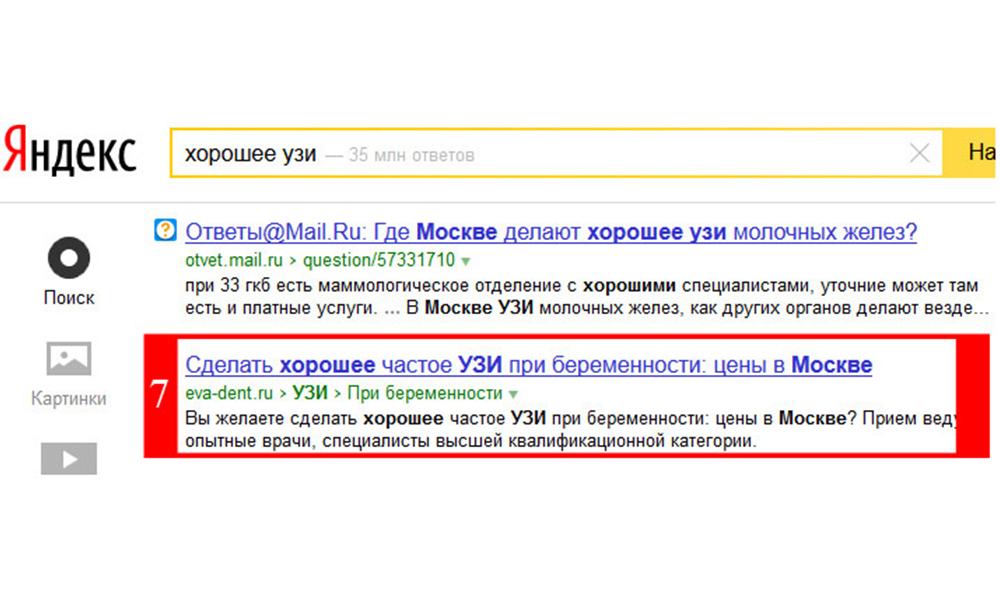 Яндекс
хорошее узи — 35 млн ответов
На
Поиск
Картинки
Ответы@Mail.Ru: Где Москве делают хорошее узи молочных желез?
otvet.mail.ru › question/57331710
при 33 гкб есть маммологическое отделение с хорошими специалистами, уточние может там
есть и платные услуги. ... В Москве УЗИ молочных желез, как других органов делают везде...
7
Сделать хорошее частое УЗИ при беременности: цены в Москве
eva-dent.ru › УЗИ › При беременности
Вы желаете сделать хорошее частое УЗИ при беременности: цены в Москве? Прием веду
опытные врачи, специалисты высшей квалификационной категории.